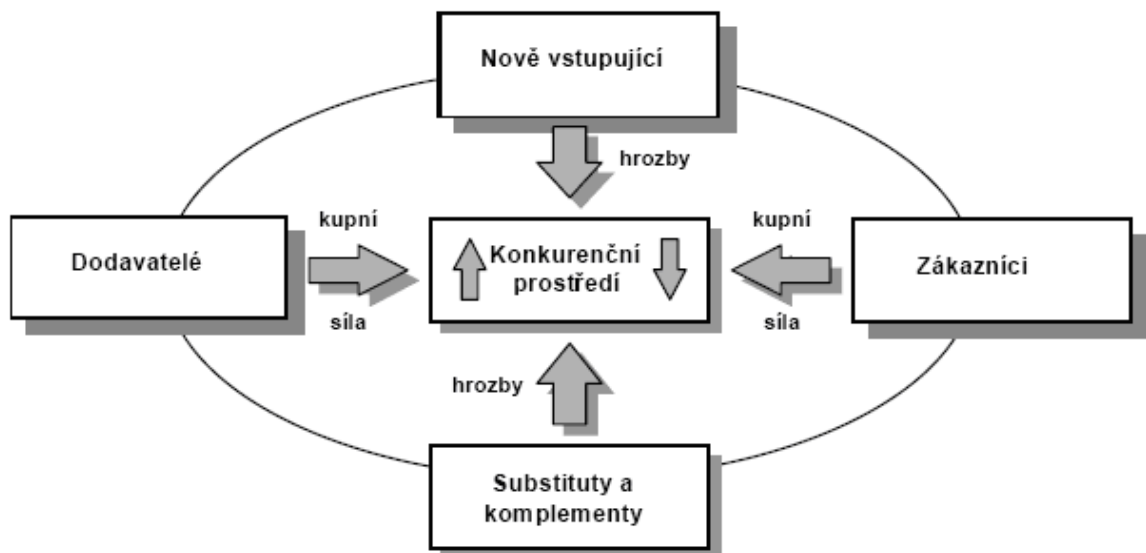 Nově vstupující
hrozby
kupní
Dodavatelé
síla
Konkurenční
prostředí
kupní
Zákazníci
síla
hrozby
Substituty a
komplementy